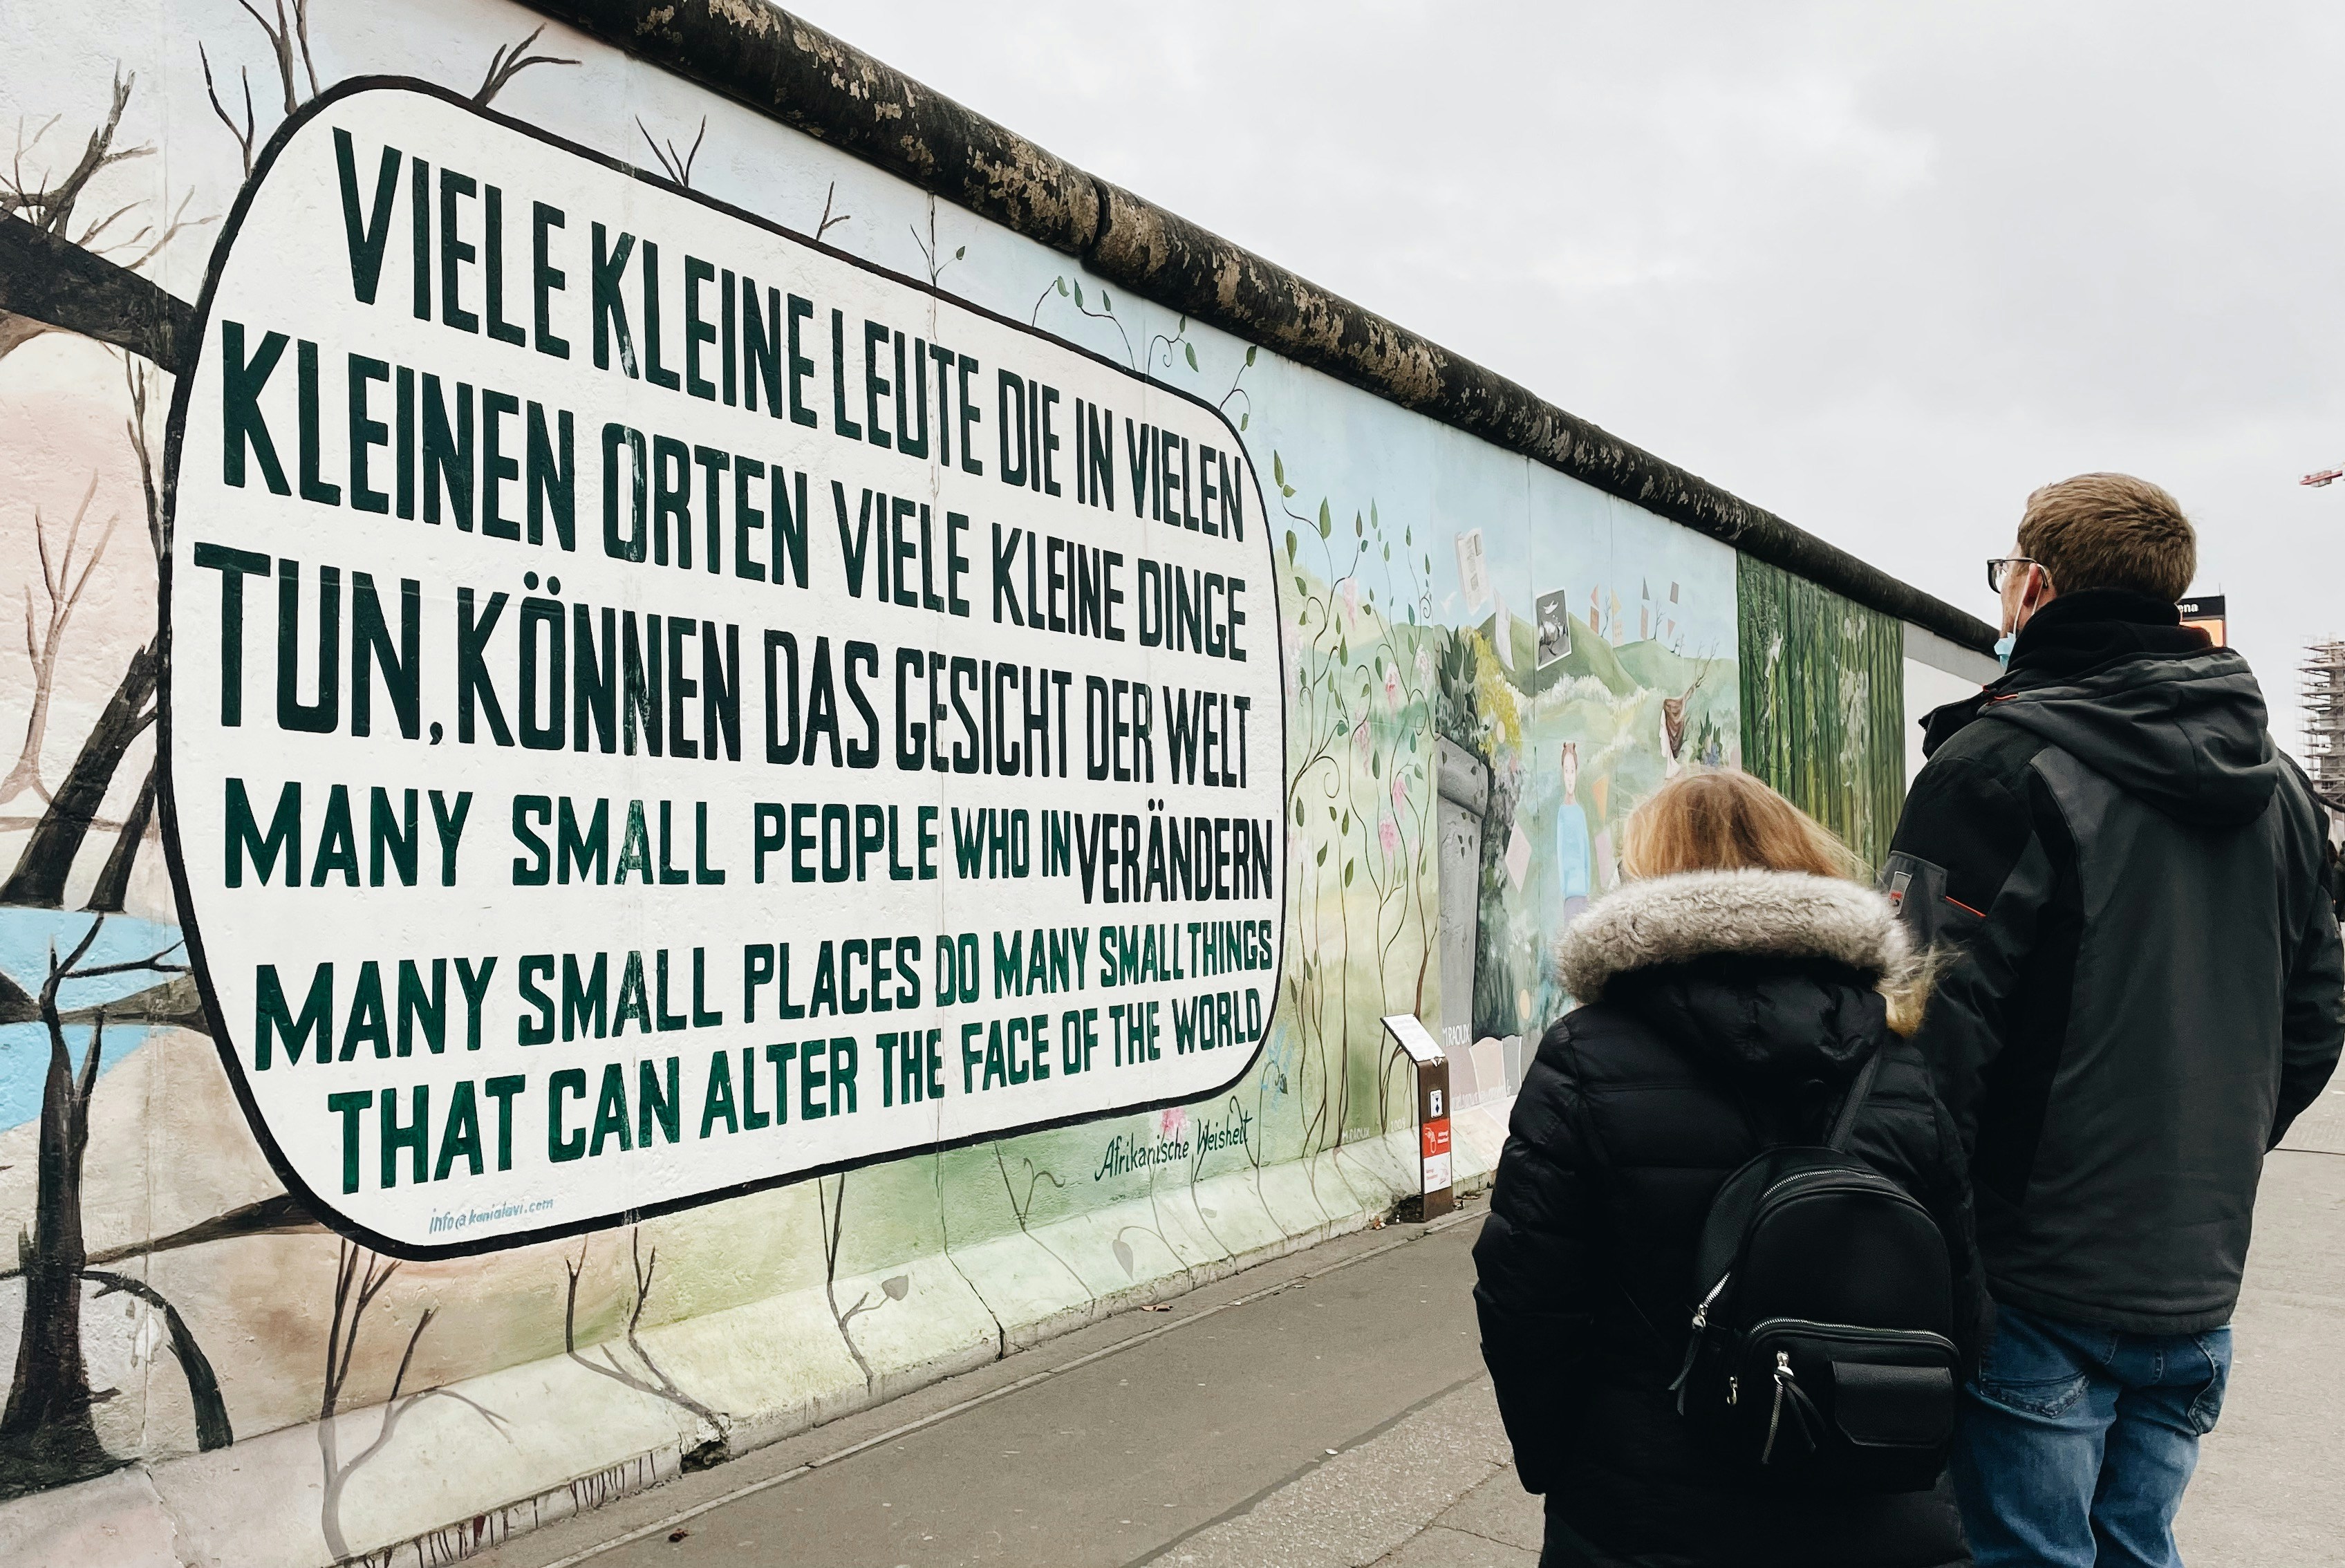 VIELE KLEINE LEUTE DIE IN VIELEN
KLEINEN ORTEN VIELE KLEINE DINGE
TUN, KÖNNEN DAS GESICHT DER WELT
VERÄNDERN
MANY SMALL PEOPLE WHO IN
MANY SMALL PLACES DO MANY SMALL THINGS
THAT CAN ALTER THE FACE OF THE WORLD
info@kanialavi.com
Afrikanische Weisheit
M.RAOUX
ena